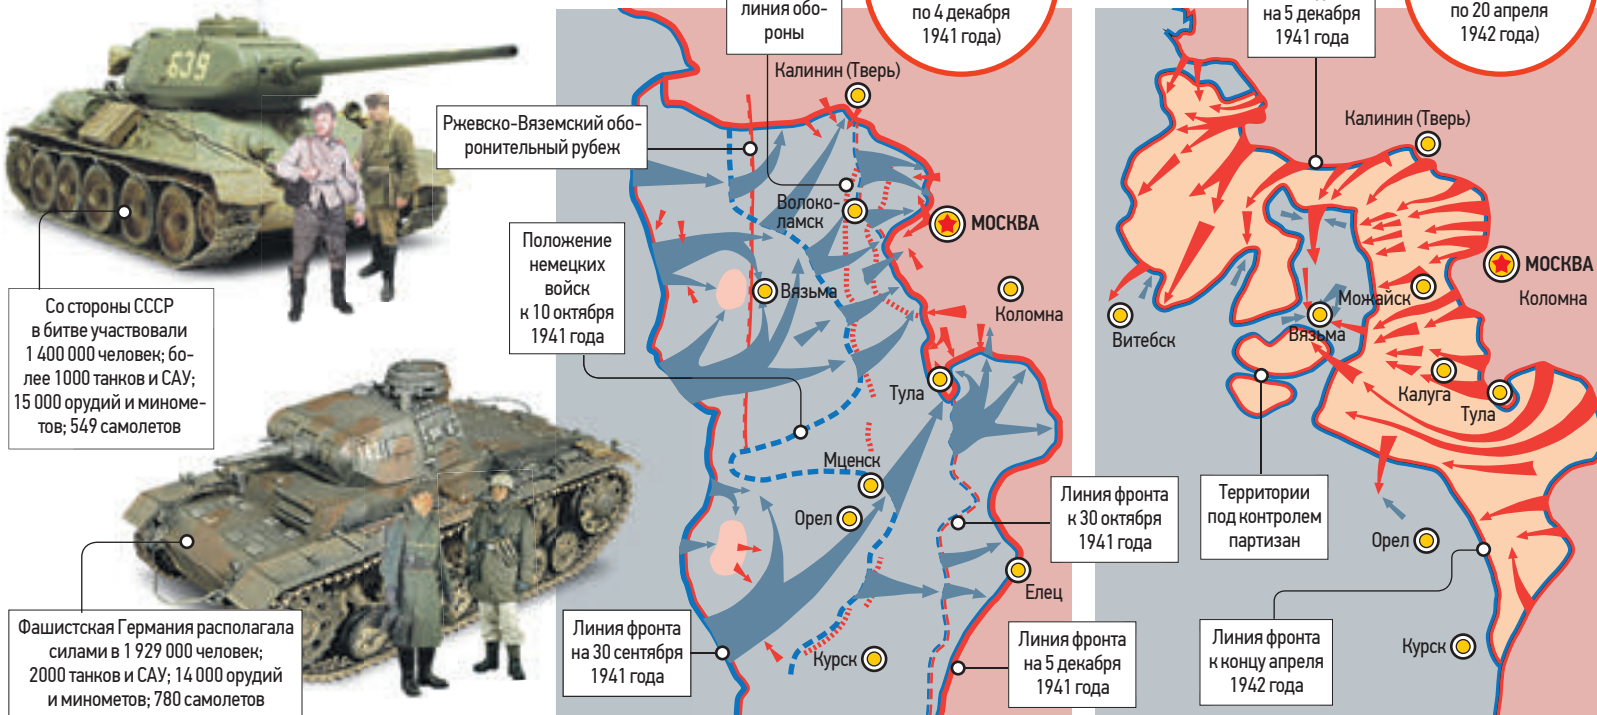 639
Со стороны СССР
в битве участвовали
1 400 000 человек; бо-
лее 1000 танков и САУ;
15 000 орудий и миноме-
тов; 549 самолетов
Фашистская Германия располагала
силами в 1 929 000 человек;
2000 танков и САУ; 14 000 орудий
и минометов; 780 самолетов
линия обо-
роны
по 4 декабря
1941 года)
Калинин (Тверь)
Ржевско-Вяземский обо-
ронительный рубеж
Волоко-
ламск
МОСКВА
Положение
немецких
войск
к 10 октября
1941 года
Вязьма
Коломна
Тула
Мценск
Орел
Линия фронта
к 30 октября
1941 года
Елец
Линия фронта
на 30 сентября
1941 года
Курск
Линия фронта
на 5 декабря
1941 года
на 5 декабря
1941 года
по 20 апреля
1942 года)
Калинин (Тверь)
МОСКВА
Коломна
Можайск
Витебск
Вязьма
Калуга
Тула
Территории
под контролем
партизан
Орел
Линия фронта
к концу апреля
1942 года
Курск